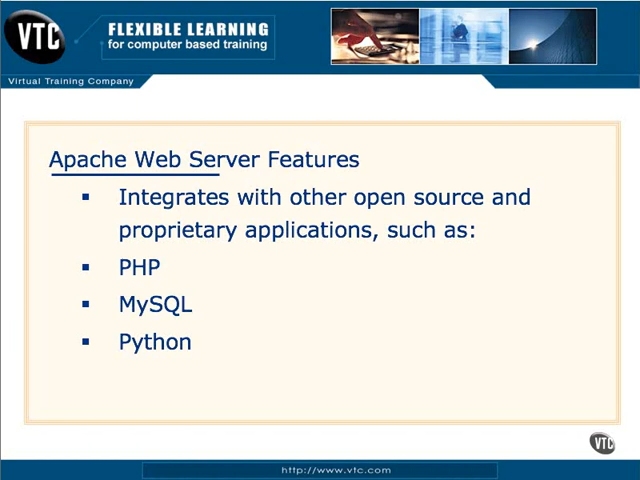 VTC
FLEXIBLE LEARNING
for computer based training
Virtual Training Company
Apache Web Server Features
▪ Integrates with other open source and
proprietary applications, such as:
▪ PHP
▪ MySQL
▪ Python
VTC
http://www.vtc.com